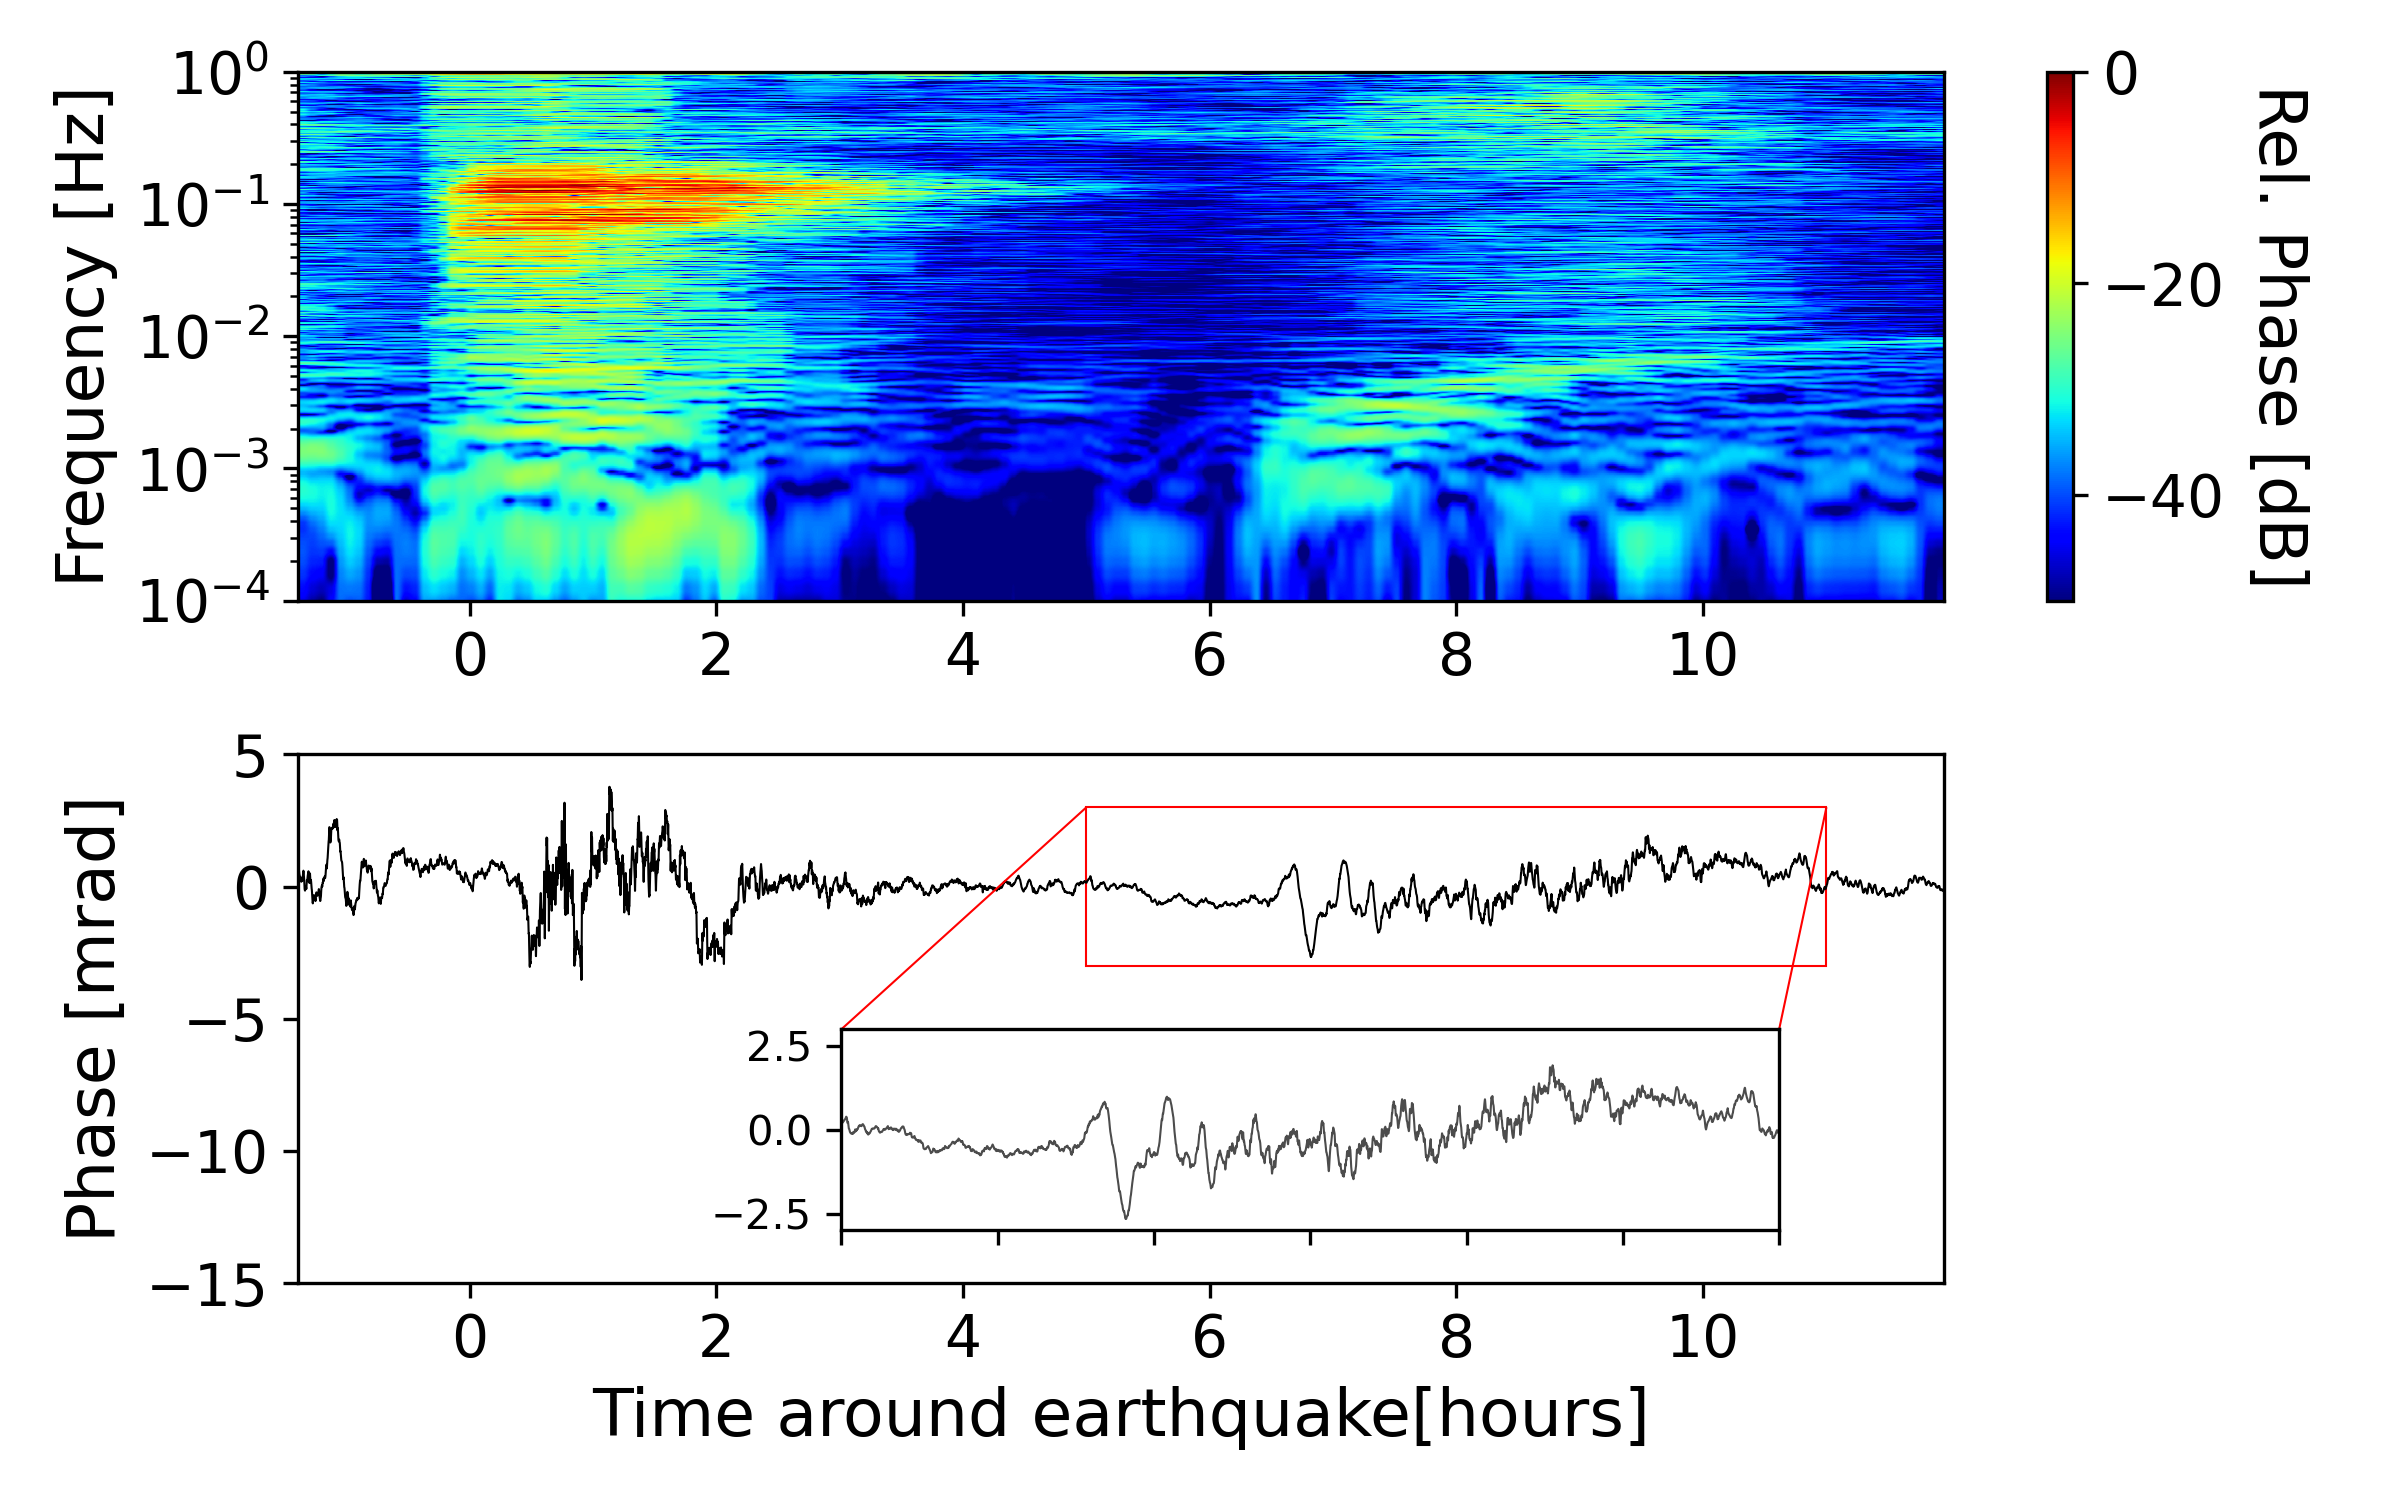 10⁰
10⁻¹
10⁻²
10⁻³
10⁻⁴
Frequency [Hz]
0 2 4 6 8 10
0
−20
−40
Rel. Phase [dB]
5
0
−5
−10
−15
Phase [mrad]
2.5
0.0
−2.5
0 2 4 6 8 10
Time around earthquake[hours]